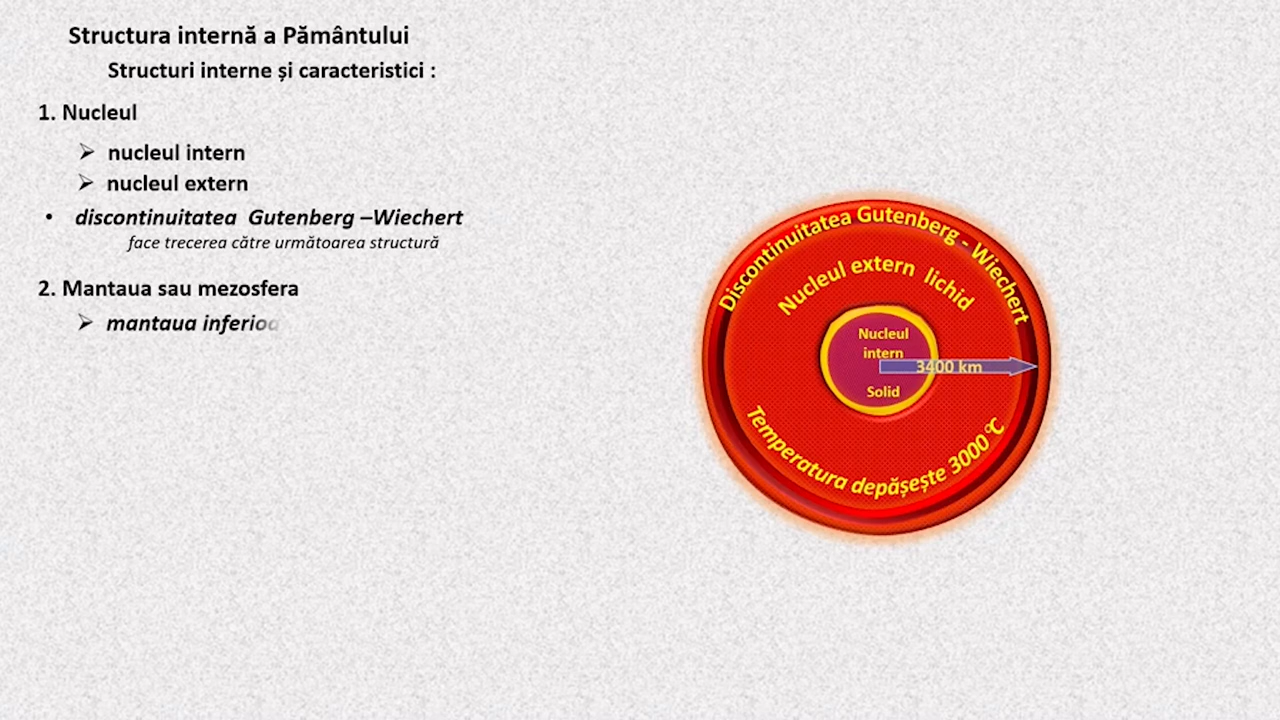 Structura internă a Pământului
Structuri interne și caracteristici :
1. Nucleul
➢ nucleul intern
➢ nucleul extern
• discontinuitatea Gutenberg –Wiechert
face trecerea către următoarea structură
2. Mantaua sau mezosfera
➢ mantaua
Discontinuitatea Gutenberg - Wiechert
Nucleul extern lichid
Nucleul
intern
3400 km
Solid
Temperatura depășește 3000°C